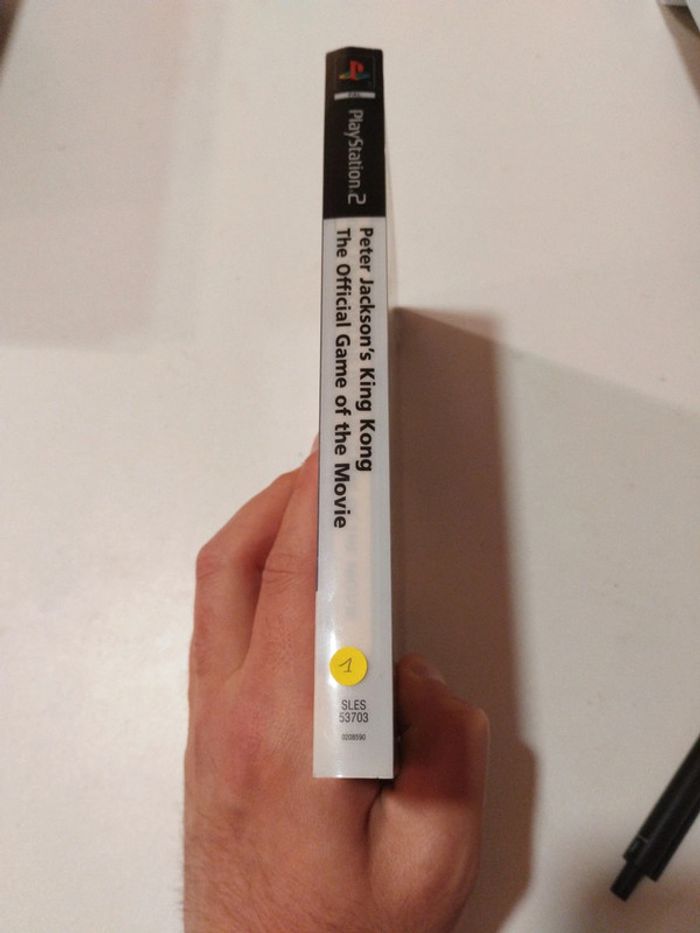 PAL
PlayStation.2
Peter Jackson's King Kong
The Official Game of the Movie
1
SLES
53703
0208590